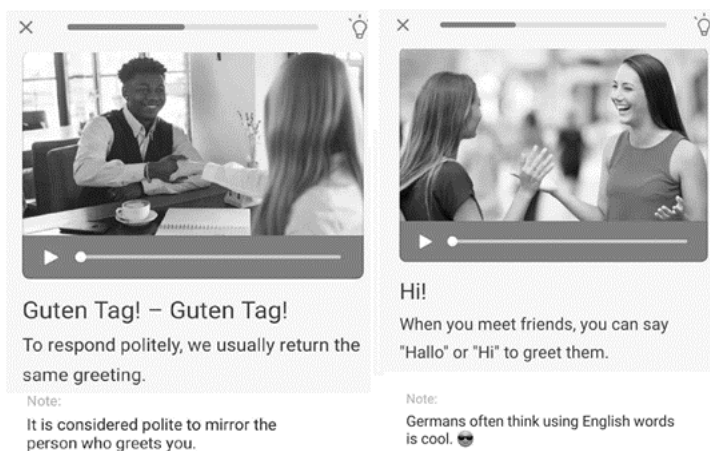 Guten Tag! – Guten Tag!
To respond politely, we usually return the
same greeting.
Note:
It is considered polite to mirror the
person who greets you.
Hi!
When you meet friends, you can say
"Hallo" or "Hi" to greet them.
Note:
Germans often think using English words
is cool. 😎